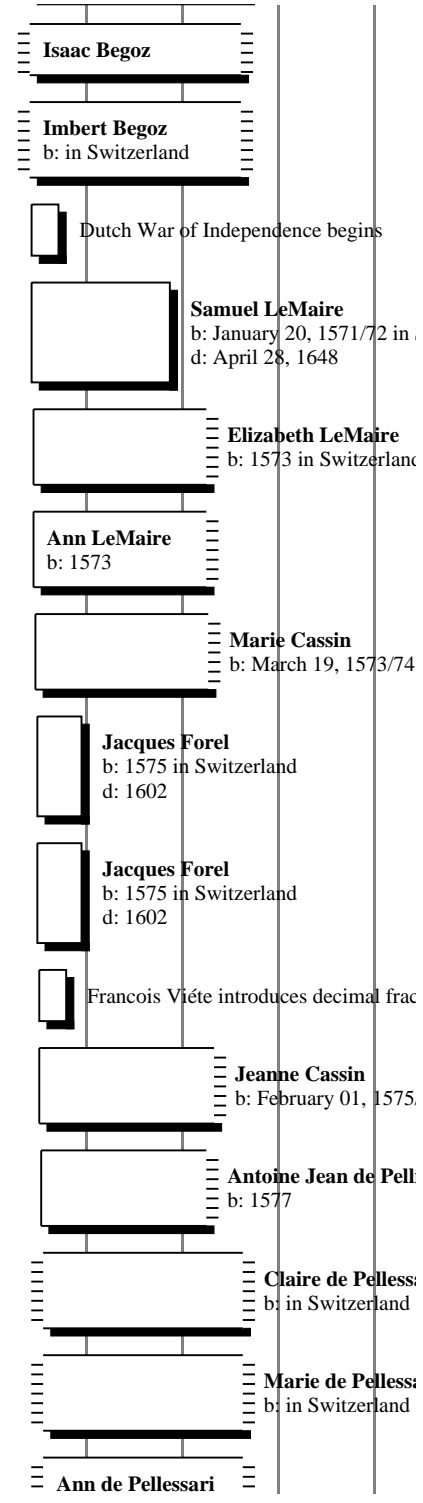 Isaac Begoz
Imbert Begoz
b: in Switzerland
Dutch War of Independence begins
Samuel LeMaire
b: January 20, 1571/72 in
d: April 28, 1648
Elizabeth LeMaire
b: 1573 in Switzerland
Ann LeMaire
b: 1573
Marie Cassin
b: March 19, 1573/74
Jacques Forel
b: 1575 in Switzerland
d: 1602
Jacques Forel
b: 1575 in Switzerland
d: 1602
Francois Viéte introduces decimal frac
Jeanne Cassin
b: February 01, 1575/
Antoine Jean de Pelli
b: 1577
Claire de Pellessa
b: in Switzerland
Marie de Pellessa
b: in Switzerland
Ann de Pellessari